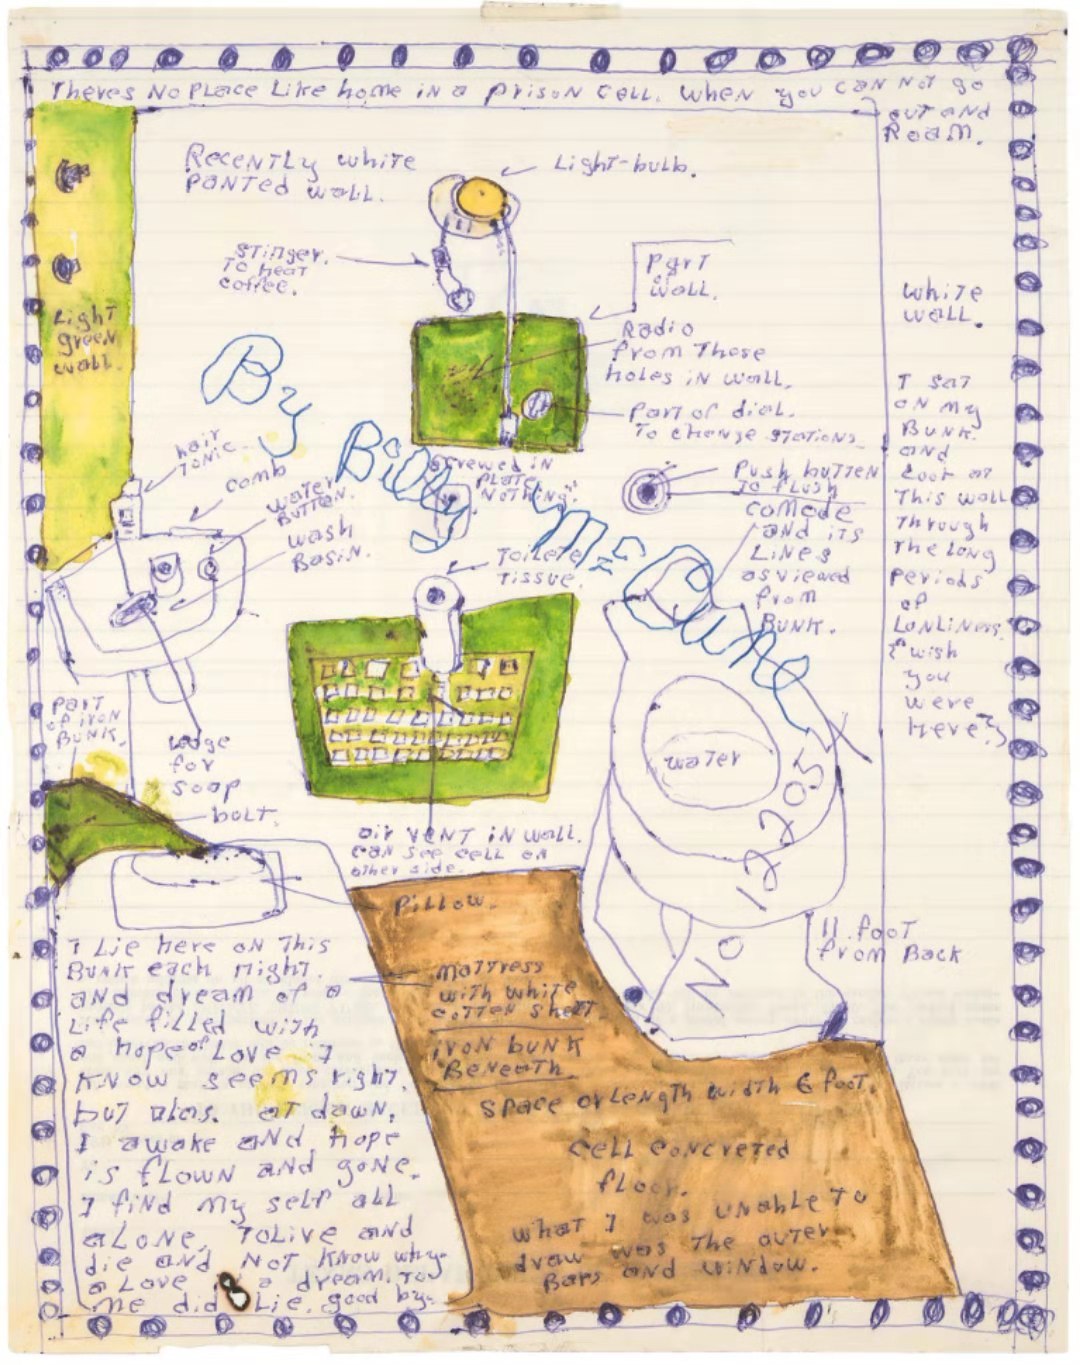 Theres No Place Like home in a prison cell. when you can not go
out and
Roam.
Recently white
panted wall.
Light-bulb.
Stinger.
To heat
coffee.
part
of
wall.
Light
green
wall.
Radio
from Those
holes in wall.
part of dial.
To change stations.
white
wall.
I sat
on my
Bunk.
and
Look at
This wall
Through
The Long
periods
of
Lonliness.
"wish
you
were
here"
By Billy McCune
hair
Tonic.
comb
water
Button.
wash
Basin.
screwed in
plate
nothing"
push button
To flush
comode
and its
Lines
as viewed
from
Bunk.
Toilete
Tissue.
part
of iron
Bunk.
Ledge
for
soap
bolt.
water
No 12205
air vent in wall.
can see cell on
other side.
pillow.
11 foot
from Back
mattress
with white
cotten sheet
iron bunk
Beneath
space or Length width 6 foot.
cell concreted
floor.
what I was unable to
draw was the outer
Bars and window.
I Lie here on This
Bunk each night.
and dream of a
Life filled with
a hope of Love I
know seems right.
but alas. at dawn.
I awake and hope
is flown and gone.
I find my self all
alone. To Live and
die and not know why.
a Love a dream. To
me did Lie. good by.